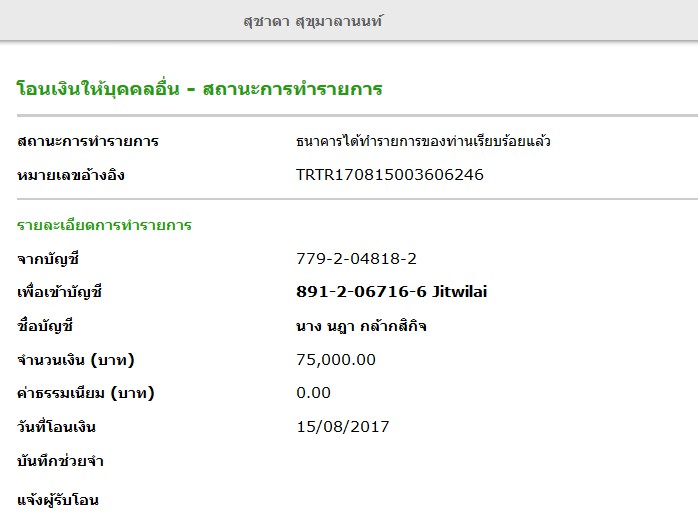 สุชาดา สุขุมาลานนท์
โอนเงินให้บุคคลอื่น - สถานะการทำรายการ
สถานะการทำรายการ ธนาคารได้ทำรายการของท่านเรียบร้อยแล้ว
หมายเลขอ้างอิง TRTR170815003606246
รายละเอียดการทำรายการ
จากบัญชี 779-2-04818-2
เพื่อเข้าบัญชี 891-2-06716-6 Jitwilai
ชื่อบัญชี นาง นฎา กล้ากสิกิจ
จำนวนเงิน (บาท) 75,000.00
ค่าธรรมเนียม (บาท) 0.00
วันที่โอนเงิน 15/08/2017
บันทึกช่วยจำ
แจ้งผู้รับโอน